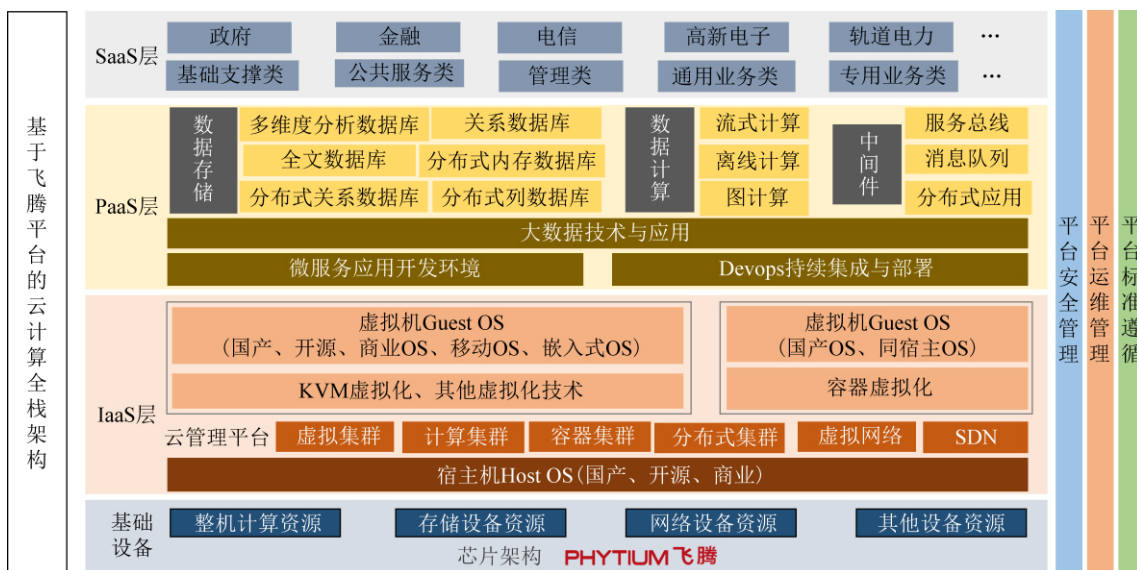 基于飞腾平台的云计算全栈架构
SaaS层
政府
金融
电信
高新电子
轨道电力
···
基础支撑类
公共服务类
管理类
通用业务类
专用业务类
···
PaaS层
数据存储
多维度分析数据库
关系数据库
全文数据库
分布式内存数据库
分布式关系数据库
分布式列数据库
数据计算
流式计算
离线计算
图计算
中间件
服务总线
消息队列
分布式应用
大数据技术与应用
微服务应用开发环境
Devops持续集成与部署
IaaS层
虚拟机Guest OS
(国产、开源、商业OS、移动OS、嵌入式OS)
KVM虚拟化、其他虚拟化技术
虚拟机Guest OS
(国产OS、同宿主OS)
容器虚拟化
云管理平台
虚拟集群
计算集群
容器集群
分布式集群
虚拟网络
SDN
宿主机Host OS(国产、开源、商业)
基础
设备
整机计算资源
存储设备资源
网络设备资源
其他设备资源
芯片架构
PHYTIUM飞腾
平台安全管理
平台运维管理
平台标准遵循